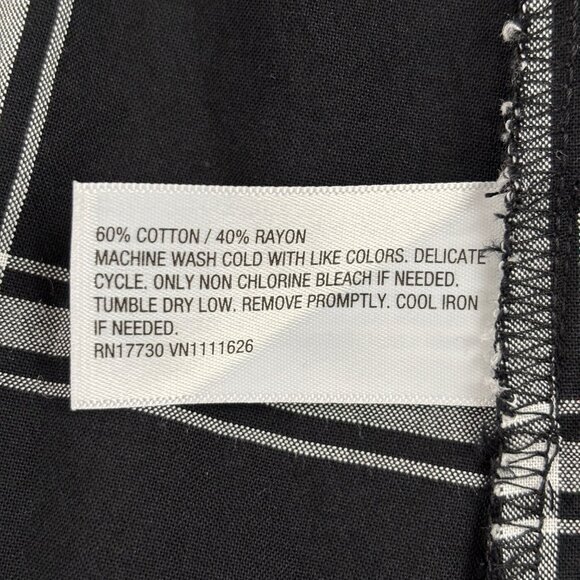 60% COTTON / 40% RAYON
MACHINE WASH COLD WITH LIKE COLORS. DELICATE
CYCLE. ONLY NON CHLORINE BLEACH IF NEEDED.
TUMBLE DRY LOW. REMOVE PROMPTLY. COOL IRON
IF NEEDED.
RN17730 VN1111626